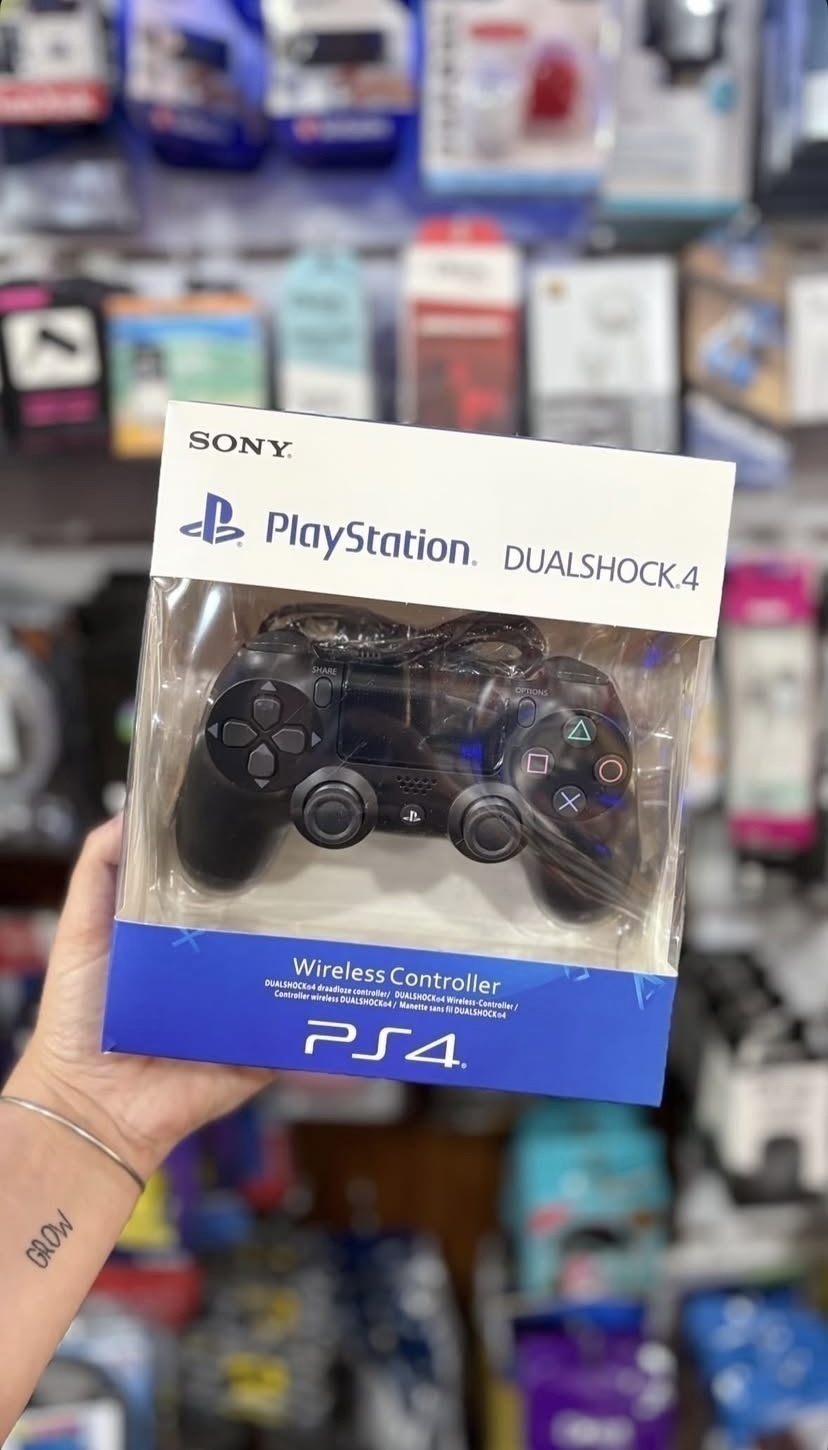 SONY
PlayStation DUALSHOCK.4
SHARE
OPTIONS
Wireless Controller
DUALSHOCK®4 draadloze controller/ DUALSHOCK®4 Wireless-Controller/
Controller wireless DUALSHOCK®4/ Manette sans fil DUALSHOCK®4
PS4
GROW